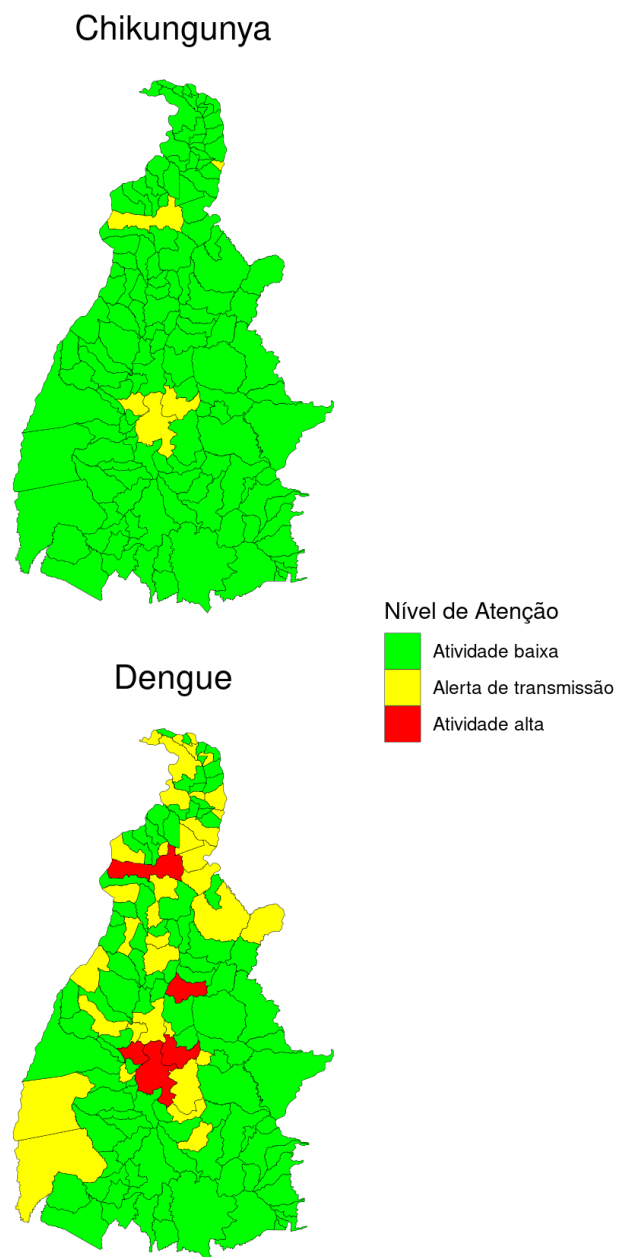 Chikungunya
Nível de Atenção
Atividade baixa
Alerta de transmissão
Atividade alta
Dengue